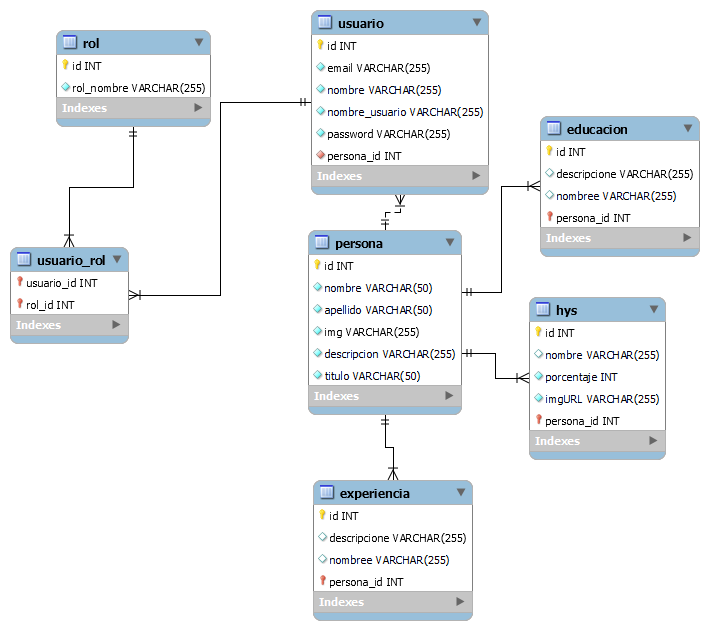 rol
id INT
rol_nombre VARCHAR(255)
Indexes
usuario
id INT
email VARCHAR(255)
nombre VARCHAR(255)
nombre_usuario VARCHAR(255)
password VARCHAR(255)
persona_id INT
Indexes
educacion
id INT
descripcione VARCHAR(255)
nombree VARCHAR(255)
persona_id INT
Indexes
usuario_rol
usuario_id INT
rol_id INT
Indexes
persona
id INT
nombre VARCHAR(50)
apellido VARCHAR(50)
img VARCHAR(255)
descripcion VARCHAR(255)
titulo VARCHAR(50)
Indexes
hys
id INT
nombre VARCHAR(255)
porcentaje INT
imgURL VARCHAR(255)
persona_id INT
Indexes
experiencia
id INT
descripcione VARCHAR(255)
nombree VARCHAR(255)
persona_id INT
Indexes